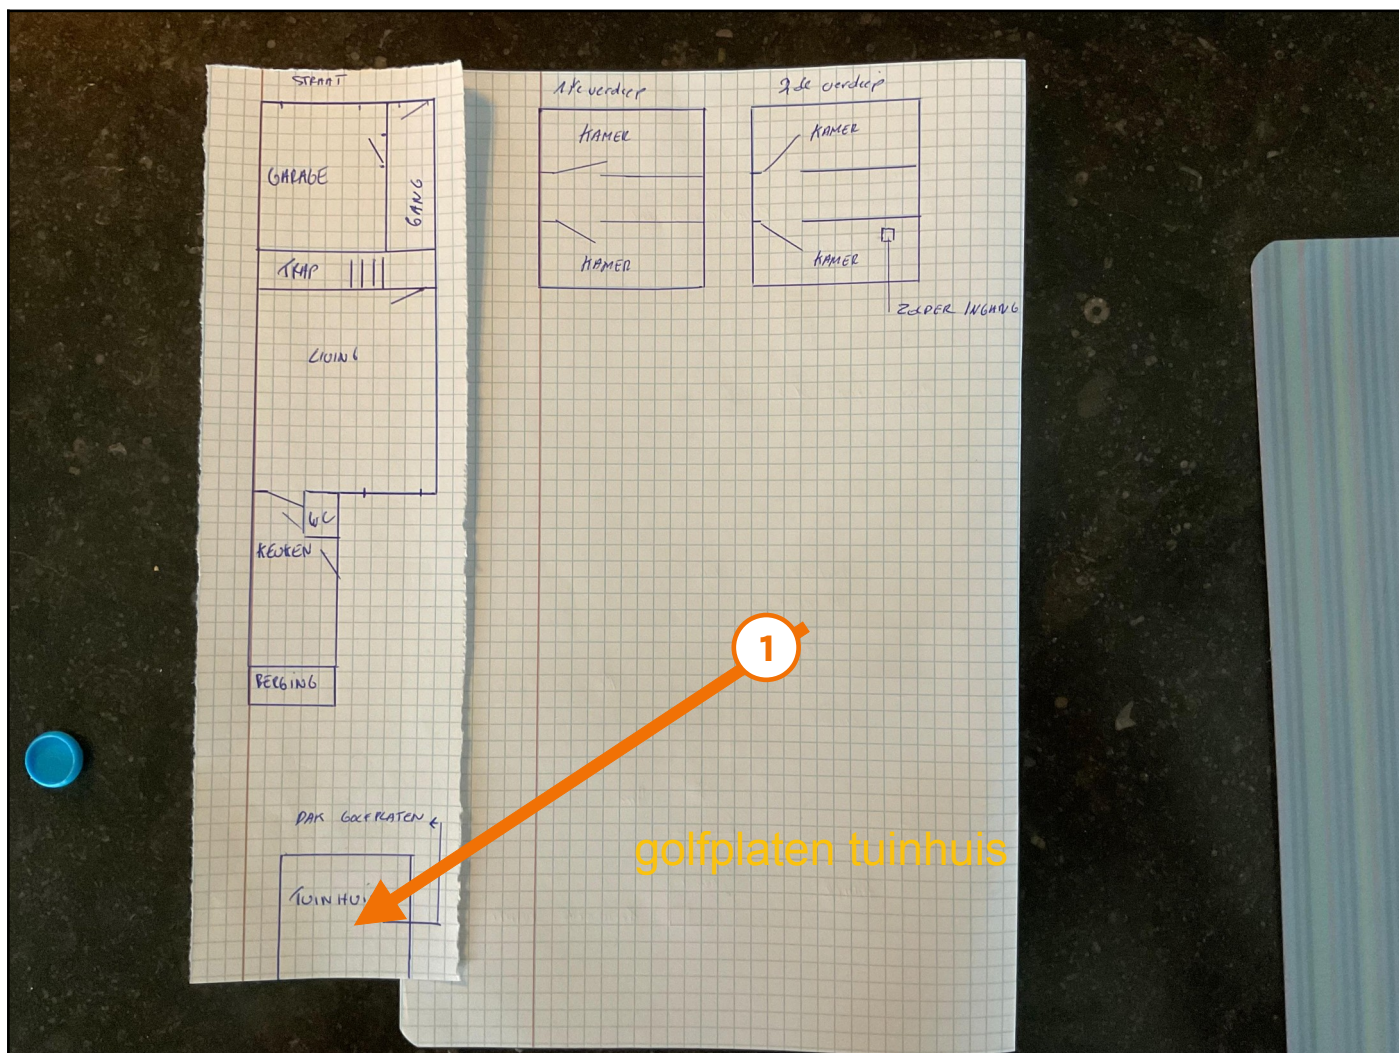 STRAAT
GARAGE
GANG
TRAP
LIVING
WC
KEUKEN
BERGING
DAK GOLFPLATEN
TUINHUI
1ste verdiep
KAMER
KAMER
2de verdiep
KAMER
KAMER
ZOLDER INGANG
1
golfplaten tuinhuis